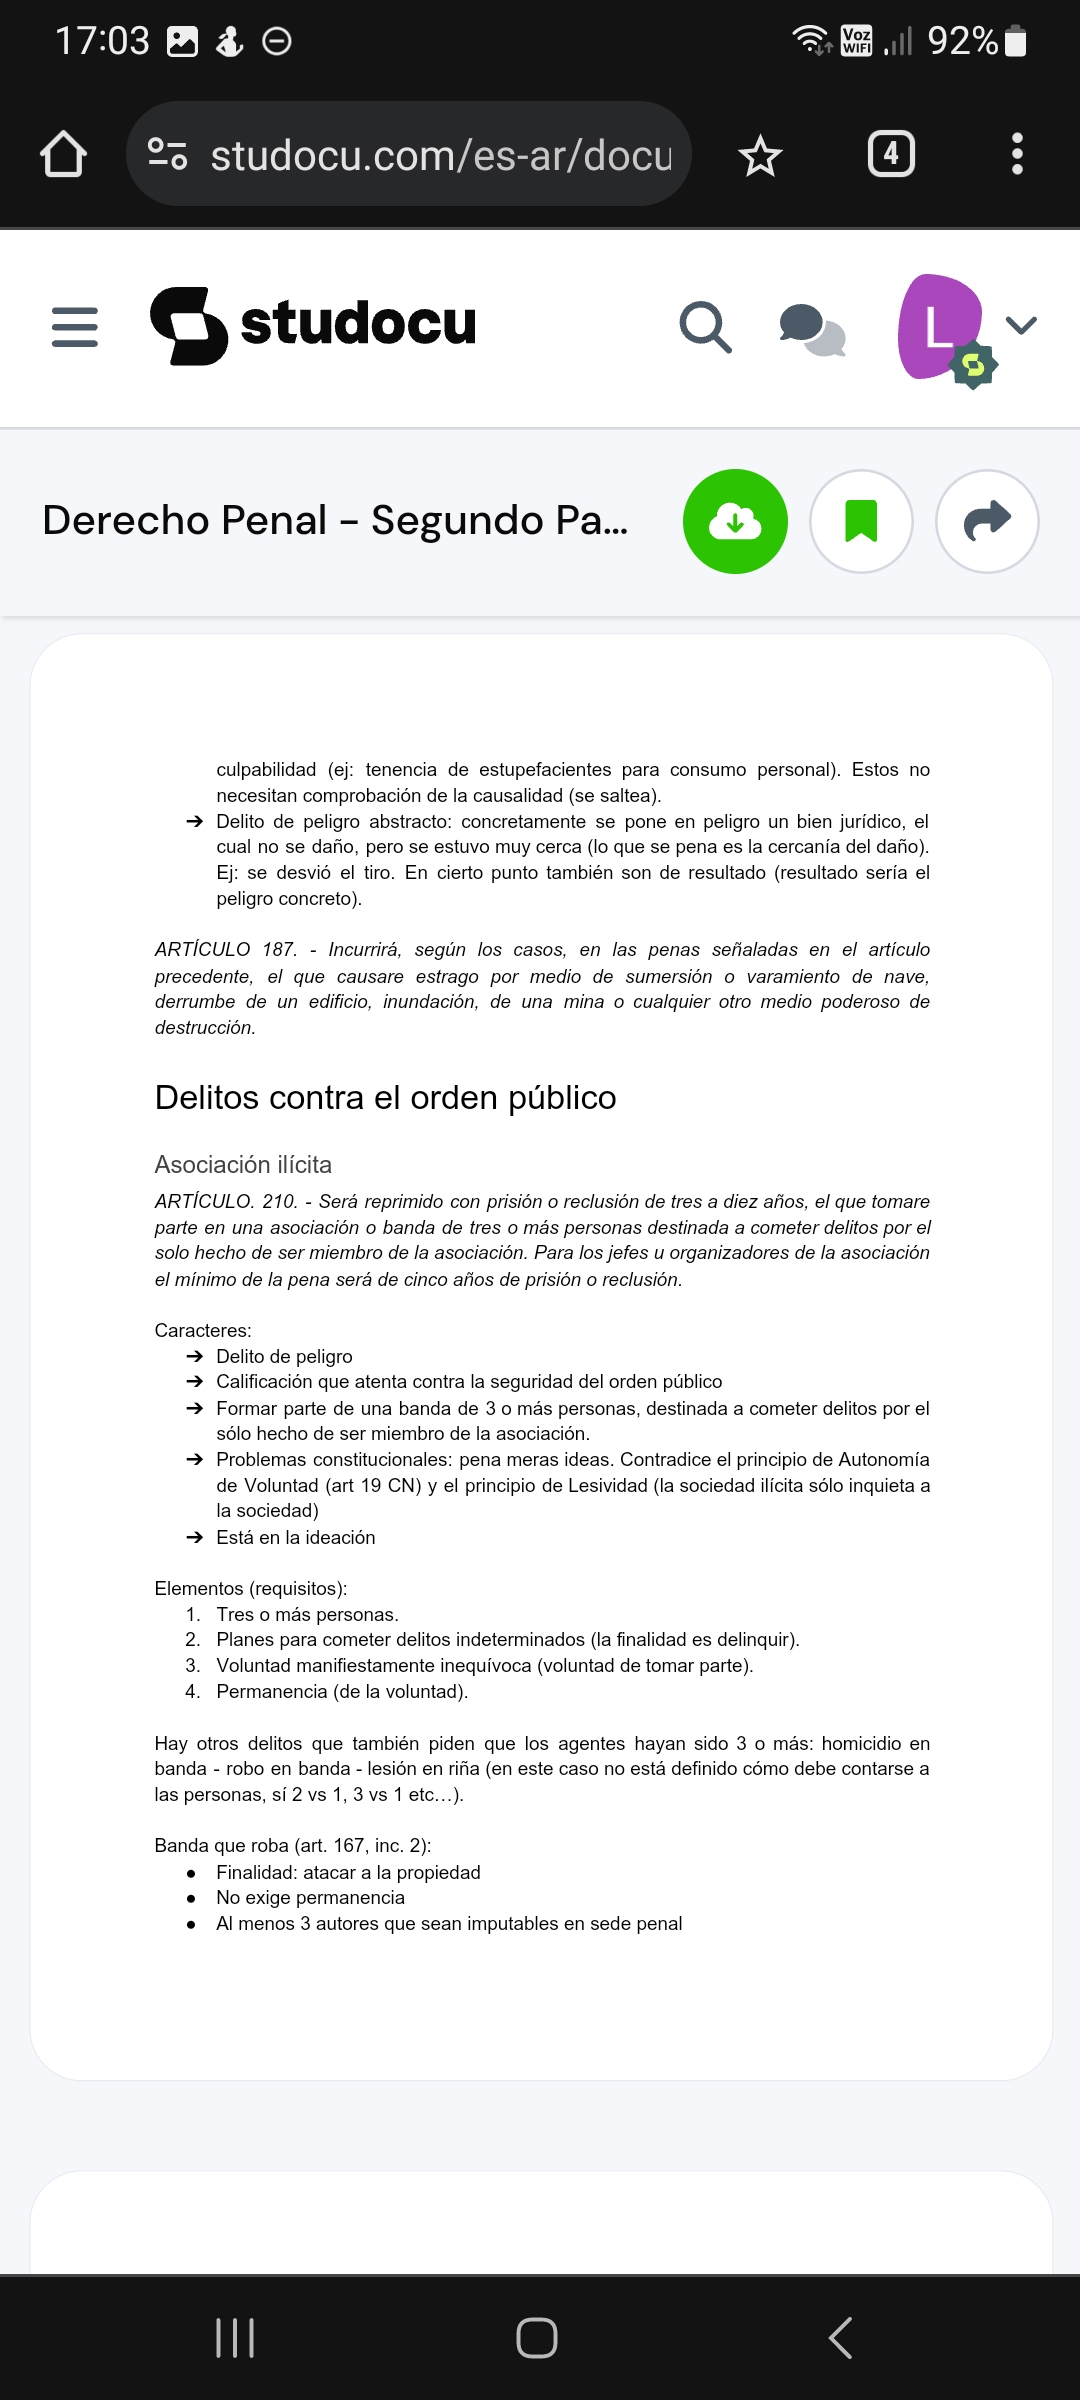 17:03
Voz
WIFI
92%
studocu.com/es-ar/docu
4
studocu
L
Derecho Penal – Segundo Pa...
culpabilidad (ej: tenencia de estupefacientes para consumo personal). Estos no
necesitan comprobación de la causalidad (se saltea).
➔ Delito de peligro abstracto: concretamente se pone en peligro un bien jurídico, el
cual no se daño, pero se estuvo muy cerca (lo que se pena es la cercanía del daño).
Ej: se desvió el tiro. En cierto punto también son de resultado (resultado sería el
peligro concreto).
ARTÍCULO 187. - Incurrirá, según los casos, en las penas señaladas en el artículo
precedente, el que causare estrago por medio de sumersión o varamiento de nave,
derrumbe de un edificio, inundación, de una mina o cualquier otro medio poderoso de
destrucción.
Delitos contra el orden público
Asociación ilícita
ARTÍCULO. 210. - Será reprimido con prisión o reclusión de tres a diez años, el que tomare
parte en una asociación o banda de tres o más personas destinada a cometer delitos por el
solo hecho de ser miembro de la asociación. Para los jefes u organizadores de la asociación
el mínimo de la pena será de cinco años de prisión o reclusión.
Caracteres:
➔ Delito de peligro
➔ Calificación que atenta contra la seguridad del orden público
➔ Formar parte de una banda de 3 o más personas, destinada a cometer delitos por el
sólo hecho de ser miembro de la asociación.
➔ Problemas constitucionales: pena meras ideas. Contradice el principio de Autonomía
de Voluntad (art 19 CN) y el principio de Lesividad (la sociedad ilícita sólo inquieta a
la sociedad)
➔ Está en la ideación
Elementos (requisitos):
1. Tres o más personas.
2. Planes para cometer delitos indeterminados (la finalidad es delinquir).
3. Voluntad manifiestamente inequívoca (voluntad de tomar parte).
4. Permanencia (de la voluntad).
Hay otros delitos que también piden que los agentes hayan sido 3 o más: homicidio en
banda - robo en banda - lesión en riña (en este caso no está definido cómo debe contarse a
las personas, sí 2 vs 1, 3 vs 1 etc…).
Banda que roba (art. 167, inc. 2):
● Finalidad: atacar a la propiedad
● No exige permanencia
● Al menos 3 autores que sean imputables en sede penal